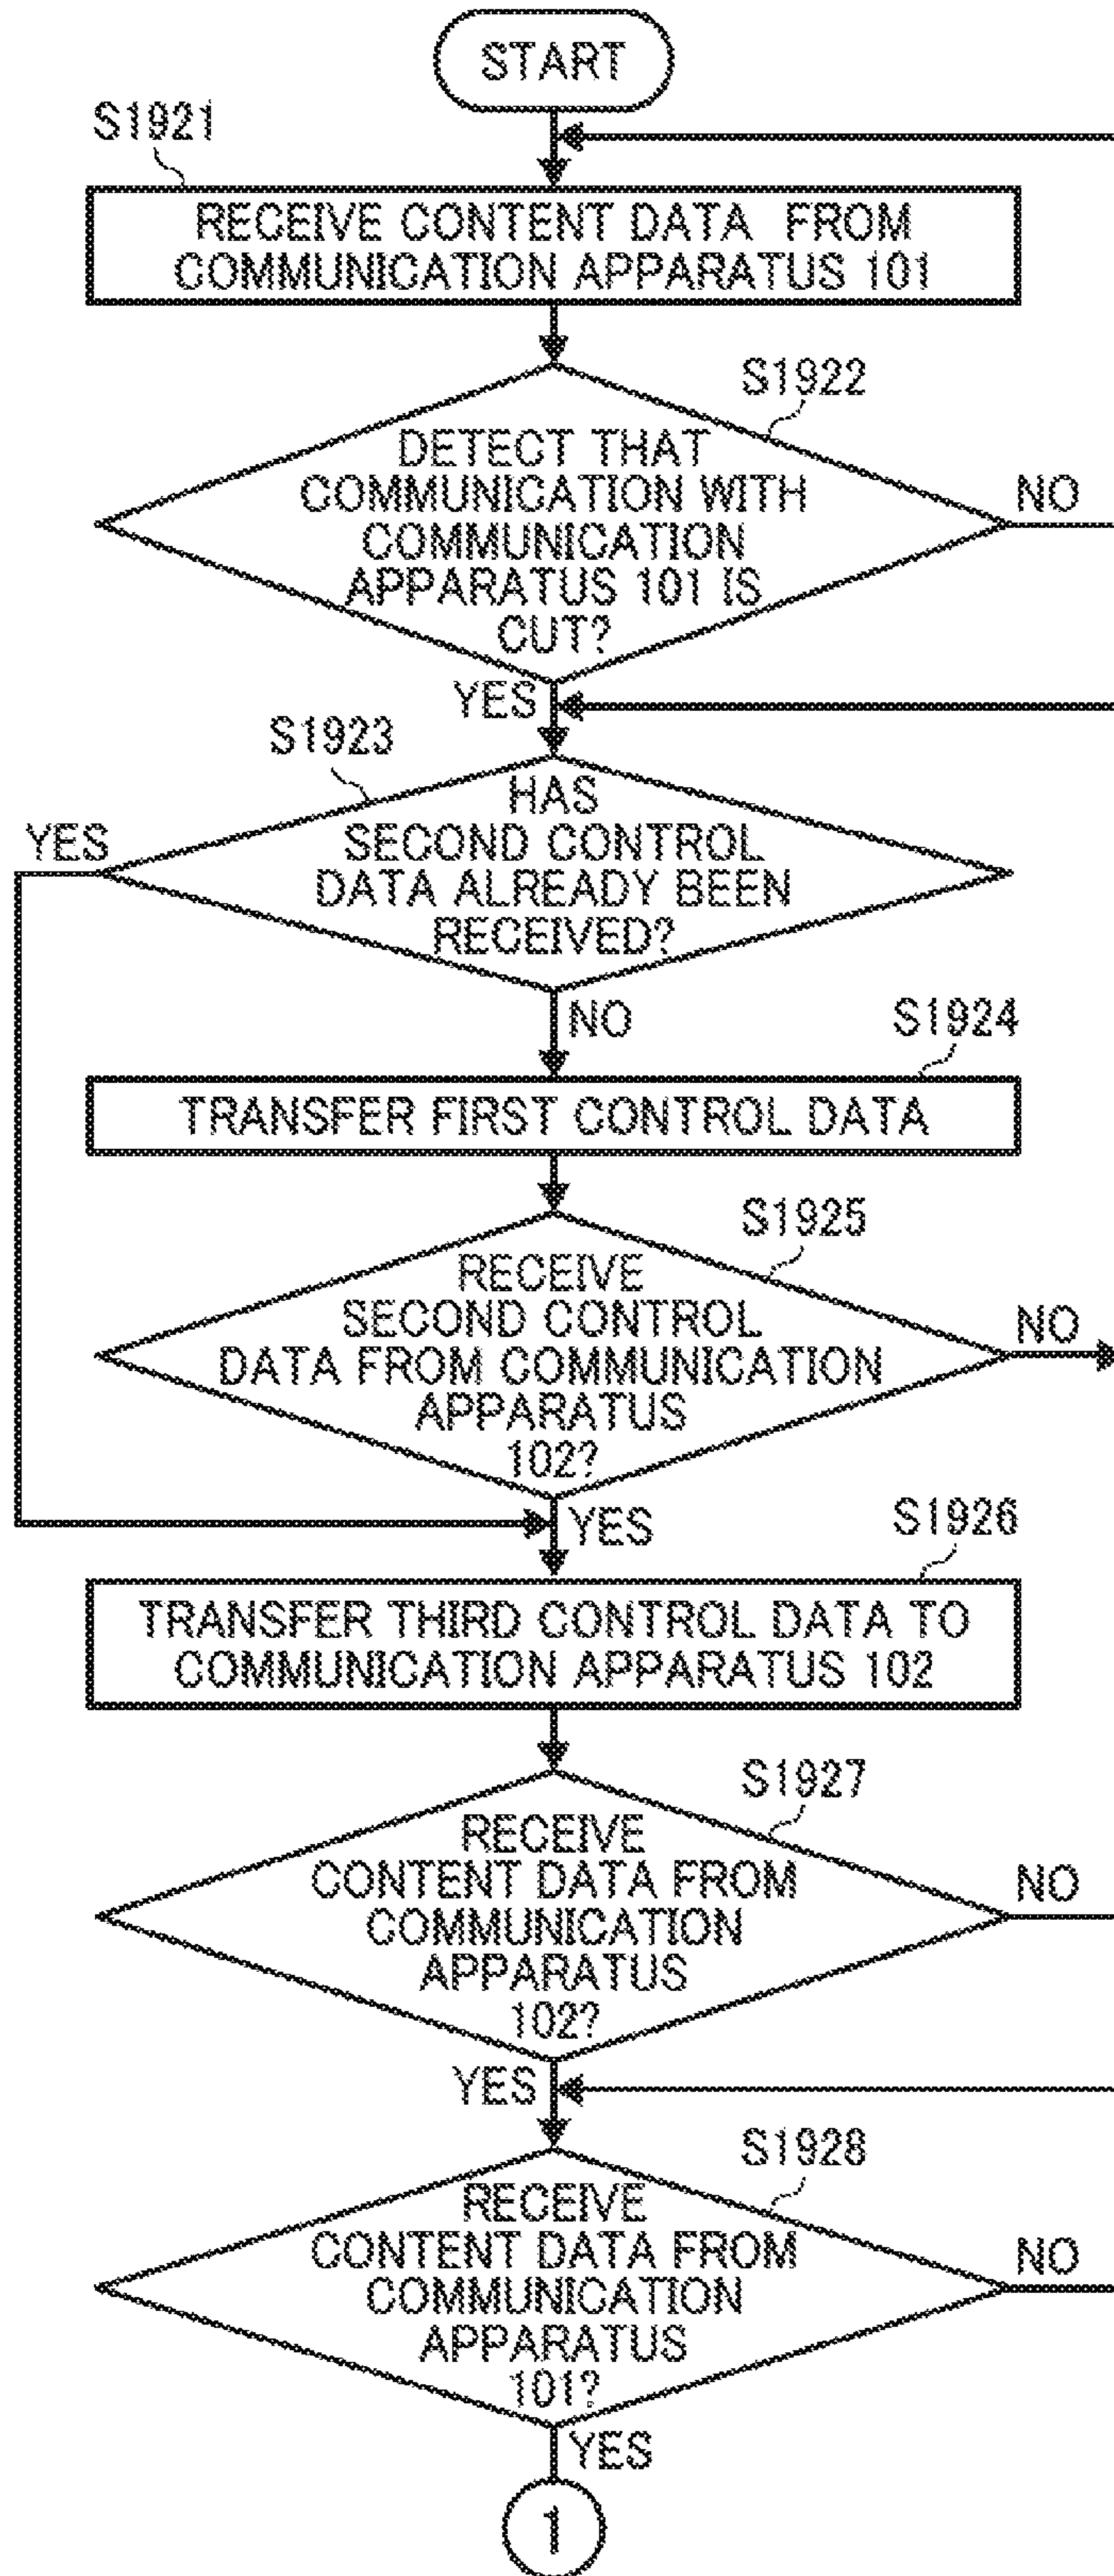 START
S1921
RECEIVE CONTENT DATA FROM
COMMUNICATION APPARATUS 101
S1922
DETECT THAT
COMMUNICATION WITH
COMMUNICATION
APPARATUS 101 IS
CUT?
NO
YES
S1923
HAS
SECOND CONTROL
DATA ALREADY BEEN
RECEIVED?
YES
NO
S1924
TRANSFER FIRST CONTROL DATA
S1925
RECEIVE
SECOND CONTROL
DATA FROM COMMUNICATION
APPARATUS
102?
NO
YES
S1926
TRANSFER THIRD CONTROL DATA TO
COMMUNICATION APPARATUS 102
S1927
RECEIVE
CONTENT DATA FROM
COMMUNICATION
APPARATUS
102?
NO
YES
S1928
RECEIVE
CONTENT DATA FROM
COMMUNICATION
APPARATUS
101?
NO
YES
1